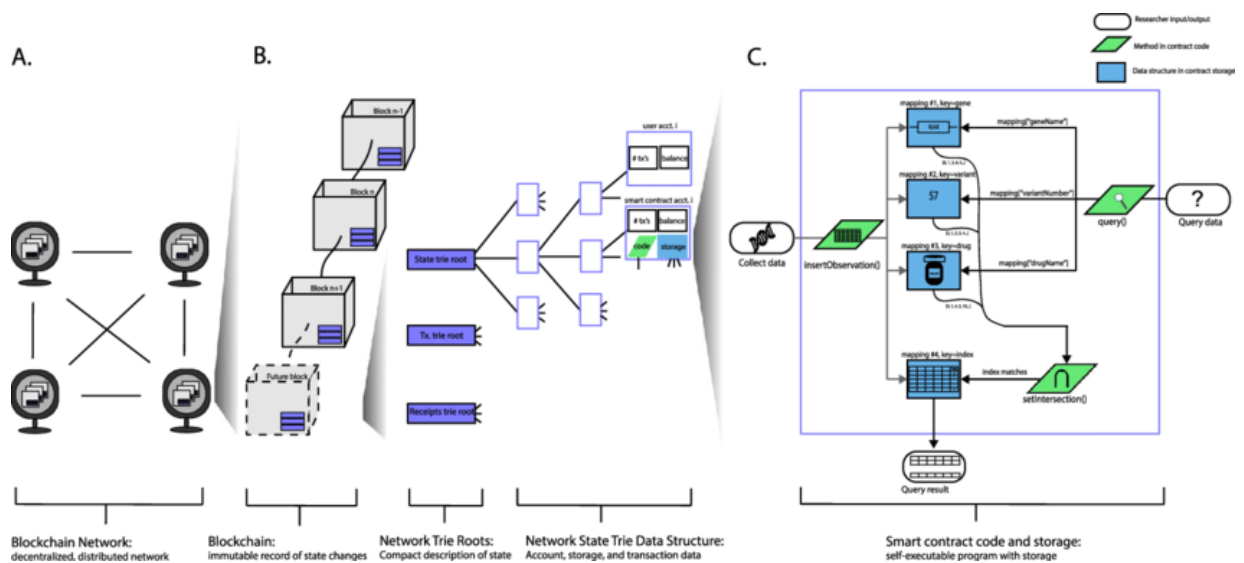 A.
B.
C.
Researcher input/output
Method in contract code
Data structure in contract storage
Block n-1
Block n
Block n+1
Future block
State trie root
Tx. trie root
Receipts trie root
user acct. i
# tx's
balance
smart contract acct. i
# tx's
balance
code
storage
mapping #1, key=gene
mapping #2, key=variant
57
mapping #3, key=drug
mapping #4, key=index
mapping["geneName"]
mapping["variantNumber"]
mapping["drugName"]
query()
?
Query data
Collect data
insertObservation()
index matches
setIntersection()
Query result
Blockchain Network:
decentralized, distributed network
Blockchain:
immutable record of state changes
Network Trie Roots:
Compact description of state
Network State Trie Data Structure:
Account, storage, and transaction data
Smart contract code and storage:
self-executable program with storage